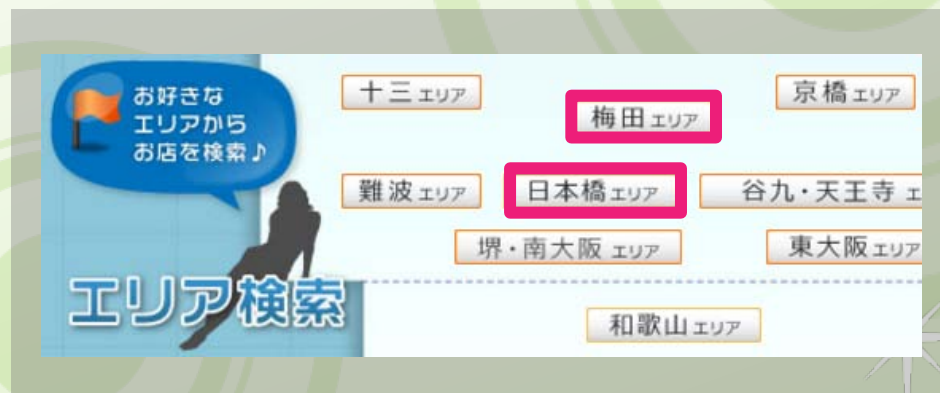 お好きな
エリアから
お店を検索♪
エリア検索
十三エリア
梅田エリア
京橋エリア
難波エリア
日本橋エリア
谷九・天王寺 エ
堺・南大阪 エリア
東大阪エリア
和歌山エリア